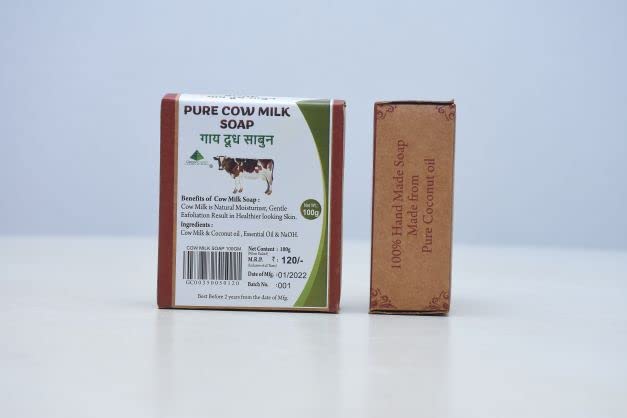 PURE COW MILK
SOAP
गाय दूध साबुन
Benefits of Cow Milk Soap :
Cow Milk is Natural Moisturiser, Gentle
Exfoliation Result in Healthier looking Skin.
Ingredients :
Cow Milk & Coconut oil , Essential Oil & NaOH.
Net Wt.
100g
COW MILK SOAP 100GM
GCO0350050120
Net Content : 100g
M.R.P. ₹ : 120/-
Date of Mfg. :01/2022
Batch No. :001
Best Before 2 years from the date of Mfg.
100% Hand Made Soap
Made from
Pure Coconut oil